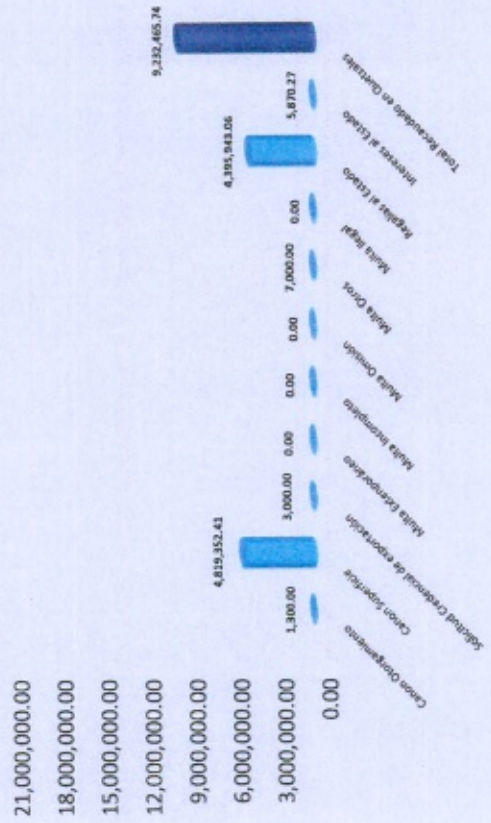 21,000,000.00
18,000,000.00
15,000,000.00
12,000,000.00
9,000,000.00
6,000,000.00
3,000,000.00
0.00
1,300.00
4,819,352.41
3,000.00
0.00
0.00
0.00
7,000.00
0.00
4,395,943.06
5,870.27
9,232,465.74
Canon Otorgamiento
Canon Superficie
Solicitud Credencial de exportación
Multa Extemporáneo
Multa Incompleto
Multa Omisión
Multa Otros
Multa Ilegal
Regalías al Estado
Intereses al Estado
Total Recaudado en Quetzales